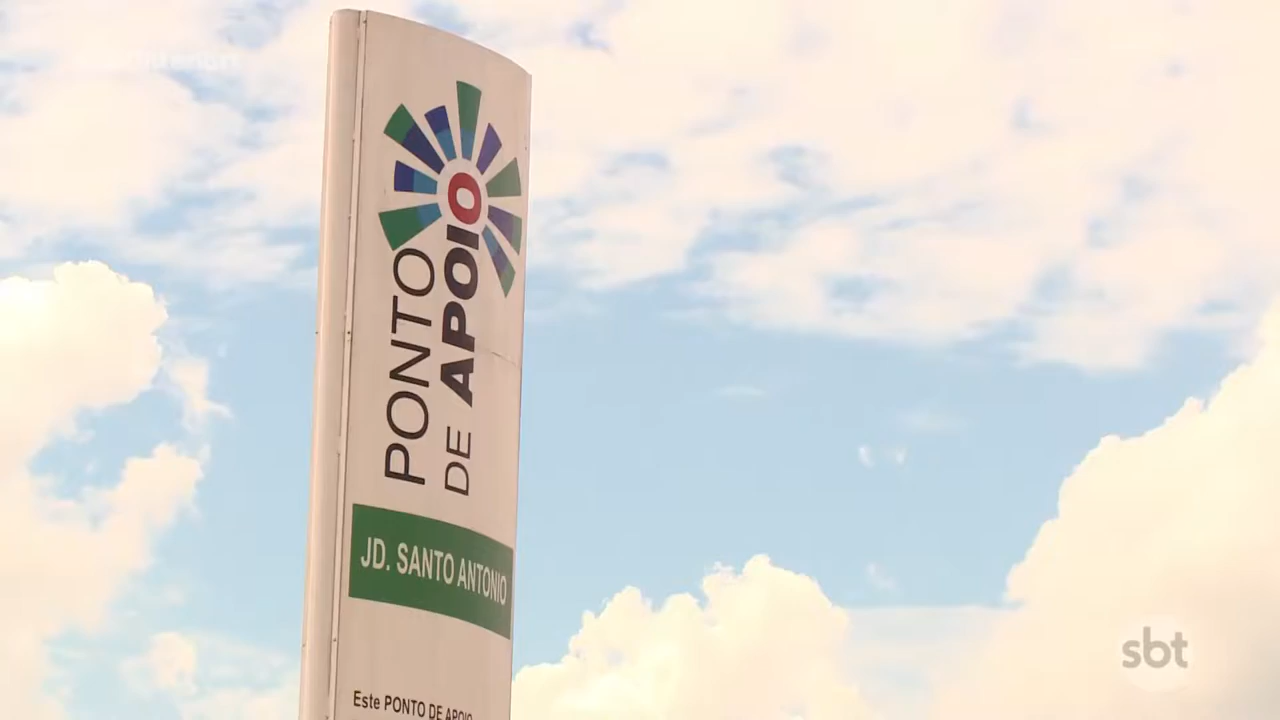 PONTO
DE APOIO
JD. SANTO ANTONIO
Este PONTO DE APOIO
sbt